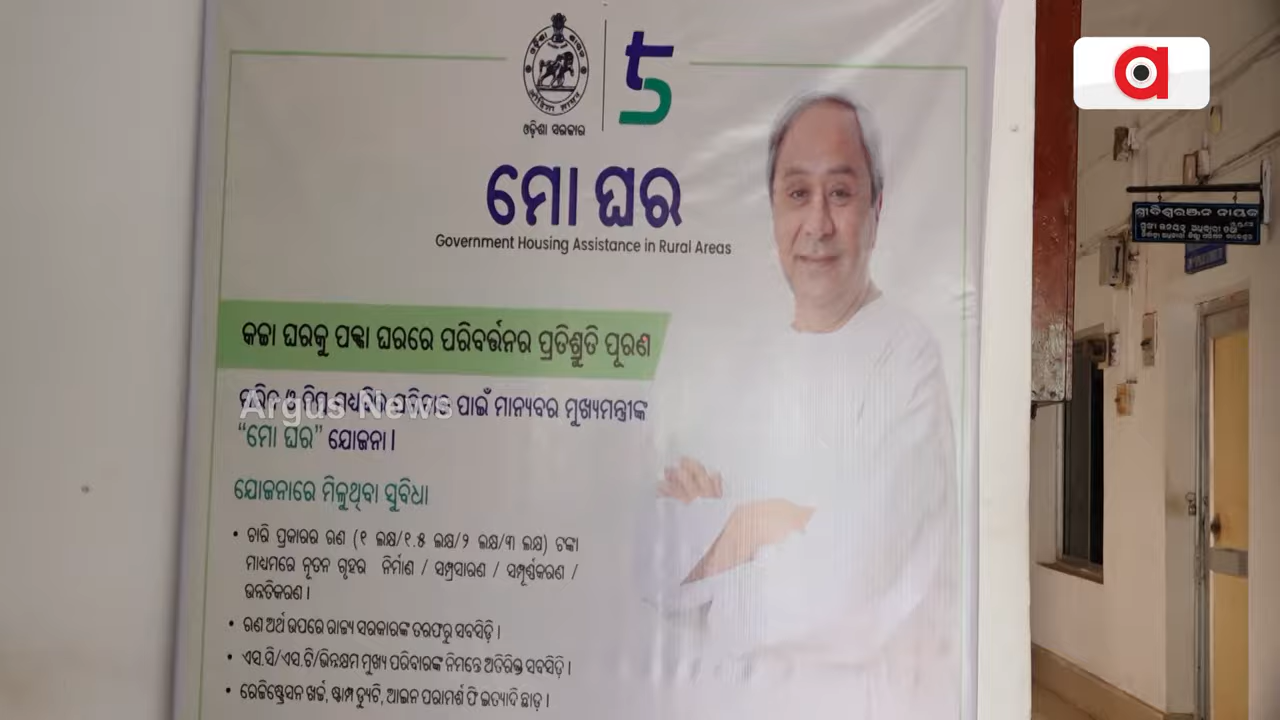 ଓଡ଼ିଶା ସରକାର
5
ମୋ ଘର
Government Housing Assistance in Rural Areas
କଚ୍ଚା ଘରକୁ ପକ୍କା ଘରରେ ପରିବର୍ତ୍ତନର ପ୍ରତିଶ୍ରୁତି ପୂରଣ
ପାଇଁ ମାନ୍ୟବର ମୁଖ୍ୟମନ୍ତ୍ରୀଙ୍କ
Argus News
“ମୋ ଘର” ଯୋଜନା ।
ଯୋଜନାରେ ମିଳୁଥିବା ସୁବିଧା
• ଚାରି ପ୍ରକାରର ଋଣ (୧ ଲକ୍ଷ/୧.୫ ଲକ୍ଷ/୨ ଲକ୍ଷ/୩ ଲକ୍ଷ) ଟଙ୍କା
ମାଧ୍ୟମରେ ନୂତନ ଗୃହର ନିର୍ମାଣ / ସମ୍ପ୍ରସାରଣ / ସମ୍ପୂର୍ଣ୍ଣକରଣ /
ଉନ୍ନତିକରଣ ।
• ଋଣ ଅର୍ଥ ଉପରେ ରାଜ୍ୟ ସରକାରଙ୍କ ତରଫରୁ ସବସିଡ଼ି ।
• ଏସ.ସି/ଏସ.ଟି/ଭିନ୍ନକ୍ଷମ ମୁଖ୍ୟ ପରିବାରଙ୍କ ନିମନ୍ତେ ଅତିରିକ୍ତ ସବସିଡ଼ି ।
• ରେଜିଷ୍ଟ୍ରେସନ ଖର୍ଚ୍ଚ, ଷ୍ଟାମ୍ପ ଡ୍ୟୁଟି, ଆଇନ ପରାମର୍ଶ ଫି ଇତ୍ୟାଦି ଛାଡ଼ ।
a
ଶ୍ରୀ ବିଶ୍ୱରଞ୍ଜନ ନାୟକ